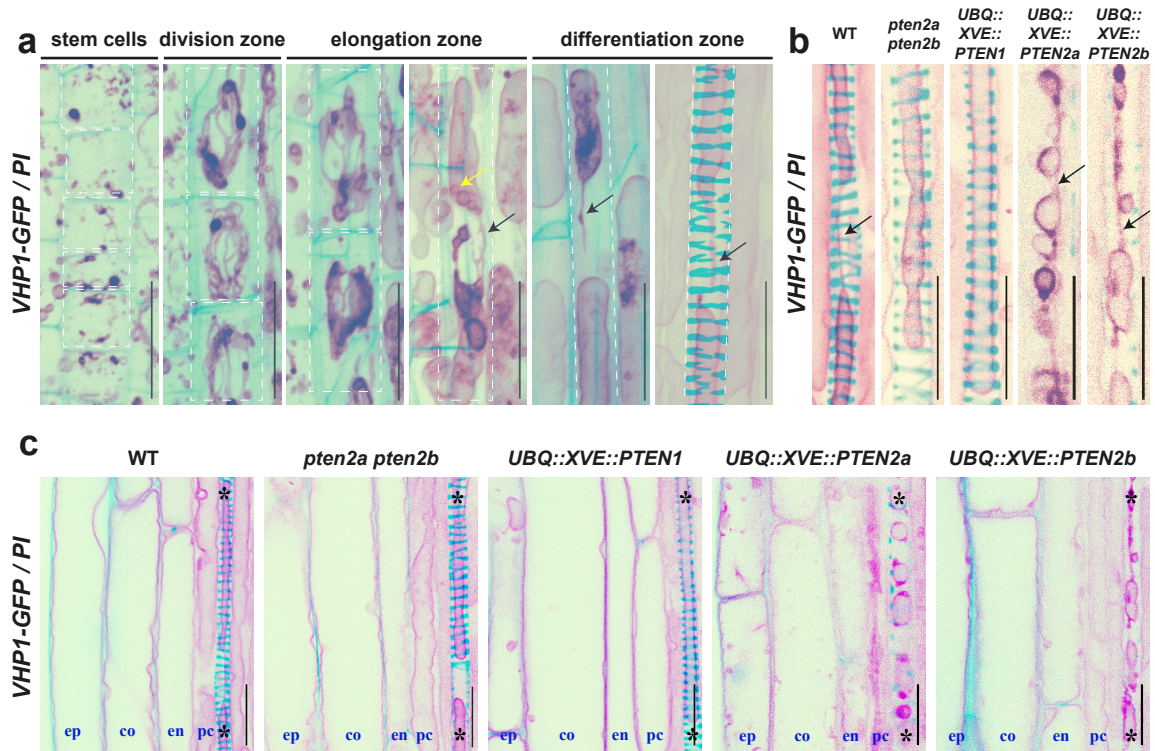 a
stem cells
division zone
elongation zone
differentiation zone
VHP1-GFP / PI
b
WT
pten2a
pten2b
UBQ::
XVE::
PTEN1
UBQ::
XVE::
PTEN2a
UBQ::
XVE::
PTEN2b
VHP1-GFP / PI
c
WT
pten2a pten2b
UBQ::XVE::PTEN1
UBQ::XVE::PTEN2a
UBQ::XVE::PTEN2b
VHP1-GFP / PI
* * * * *
ep co en pc
ep co en pc
ep co en pc
ep co en pc
ep co en pc
* * * * *